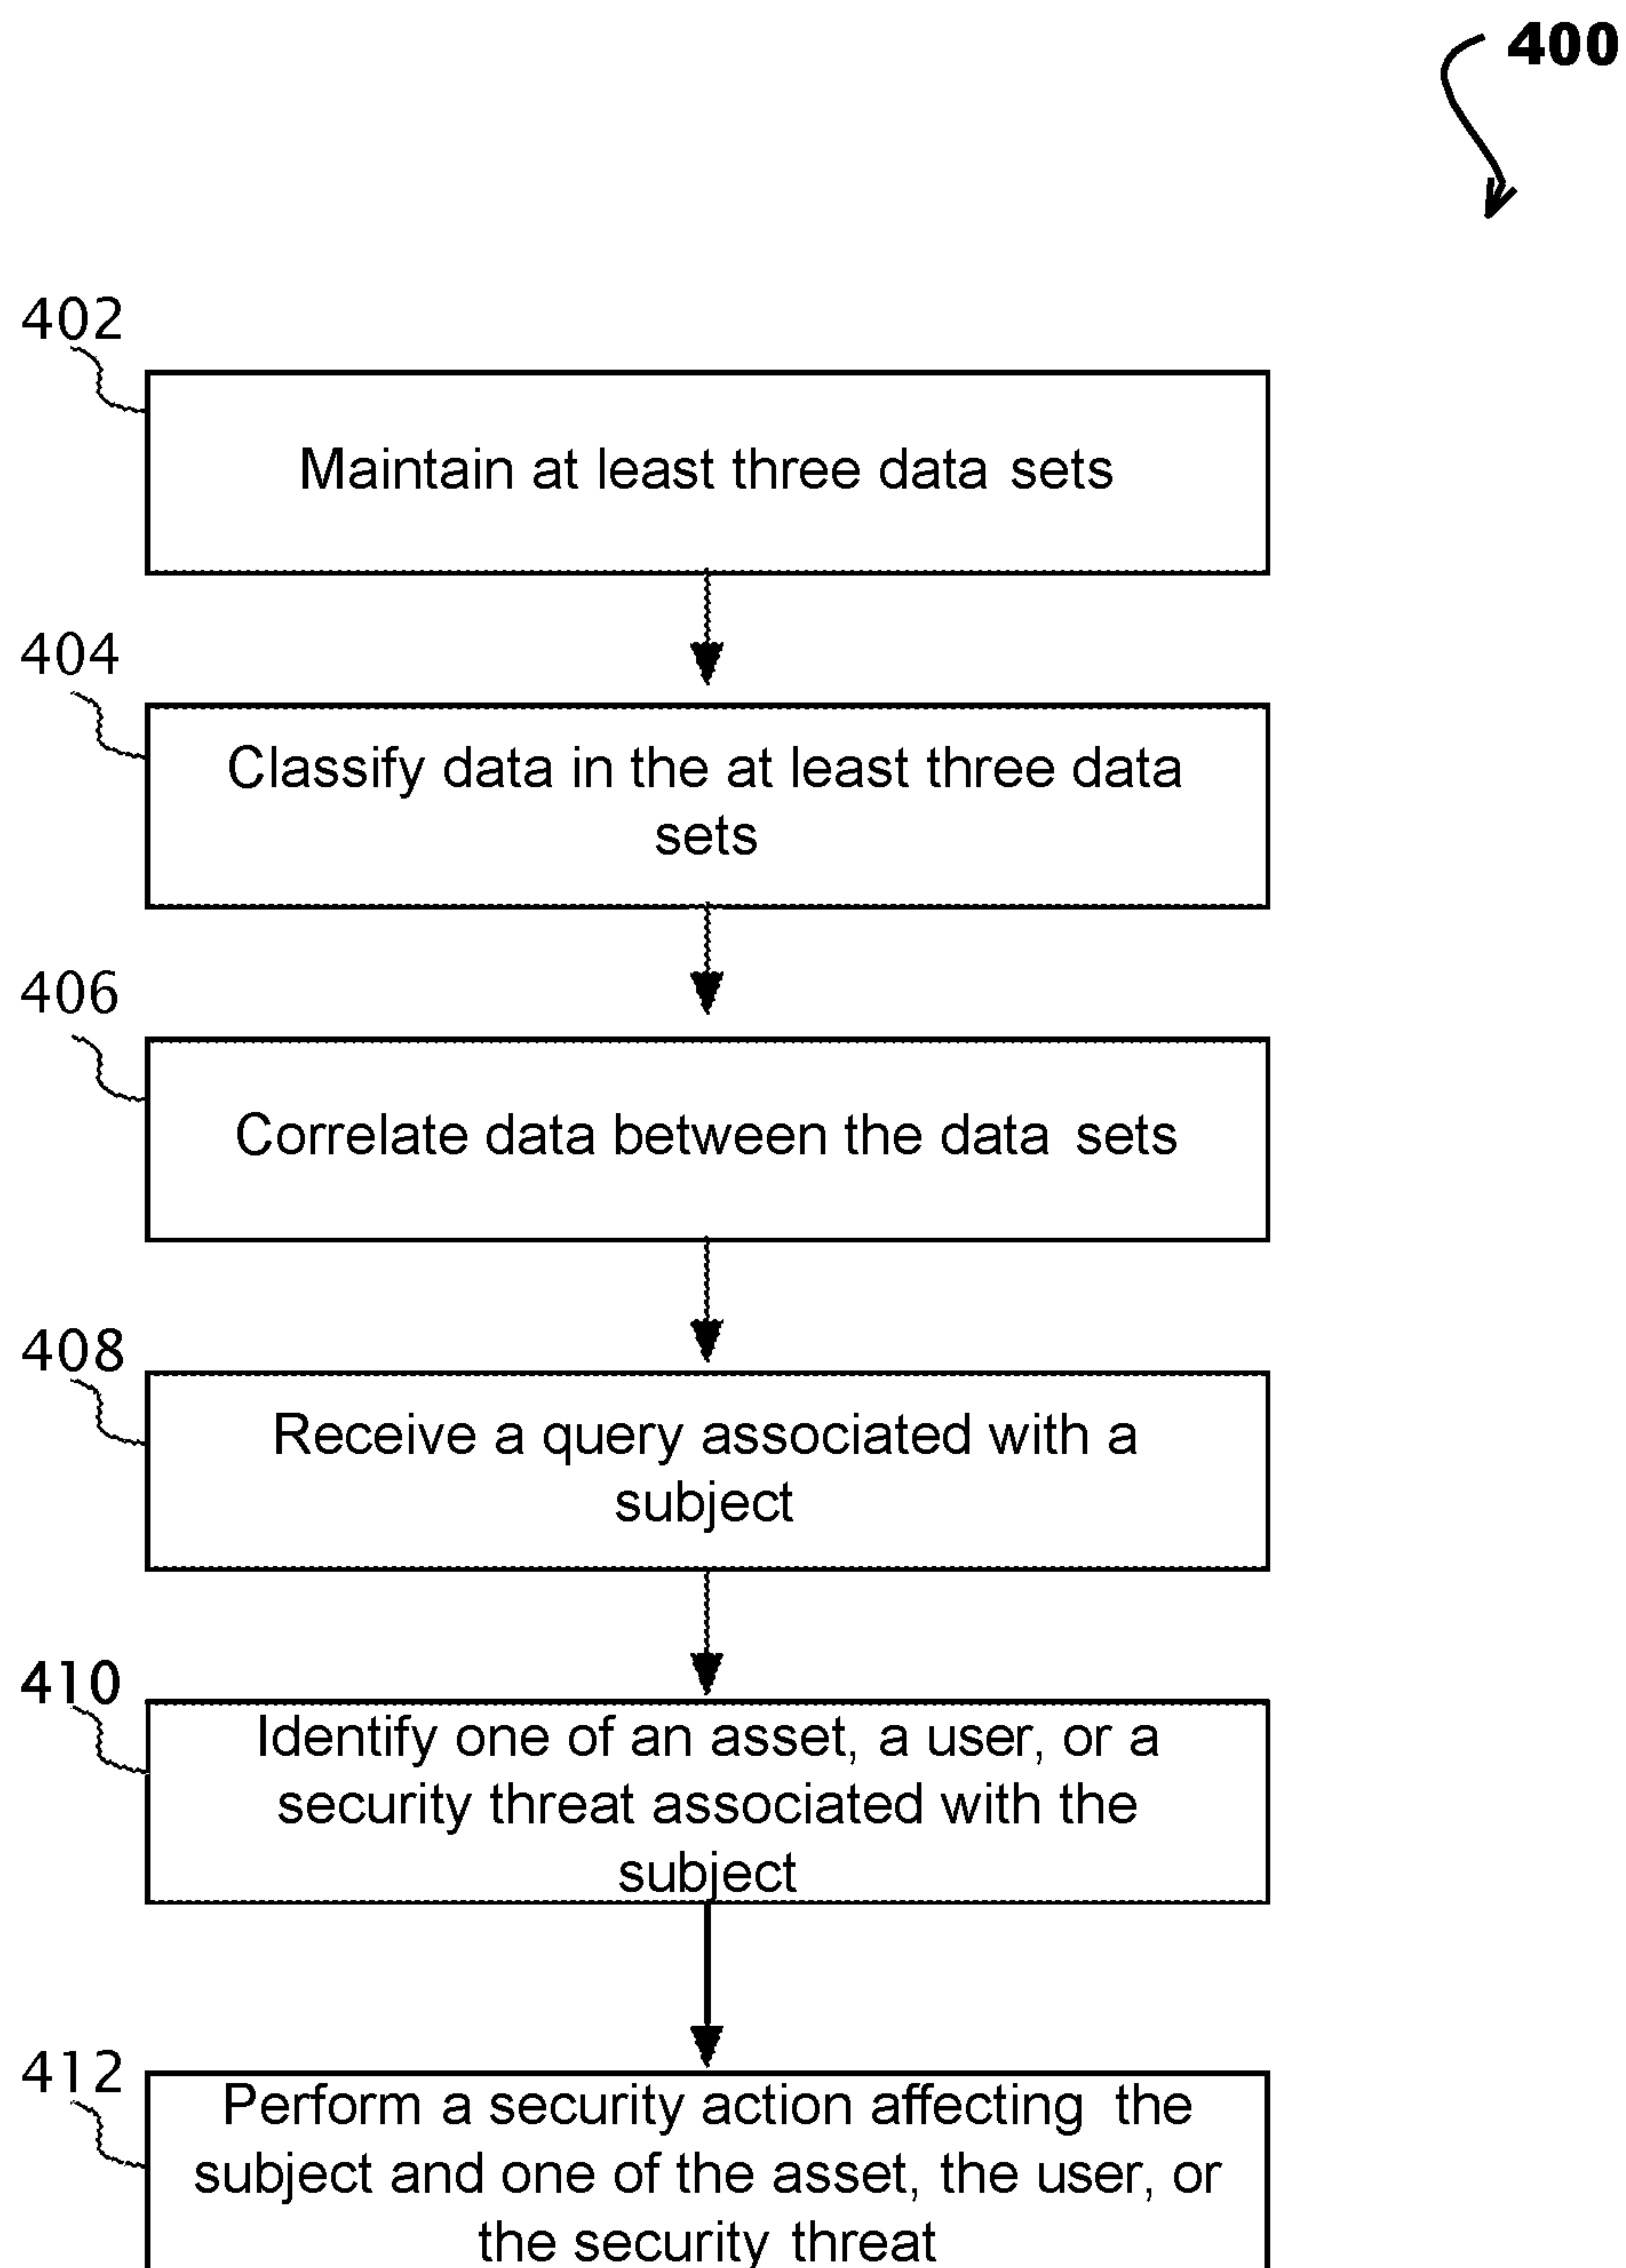 400
402
Maintain at least three data sets
404
Classify data in the at least three data
sets
406
Correlate data between the data sets
408
Receive a query associated with a
subject
410
Identify one of an asset, a user, or a
security threat associated with the
subject
412
Perform a security action affecting the
subject and one of the asset, the user, or
the security threat